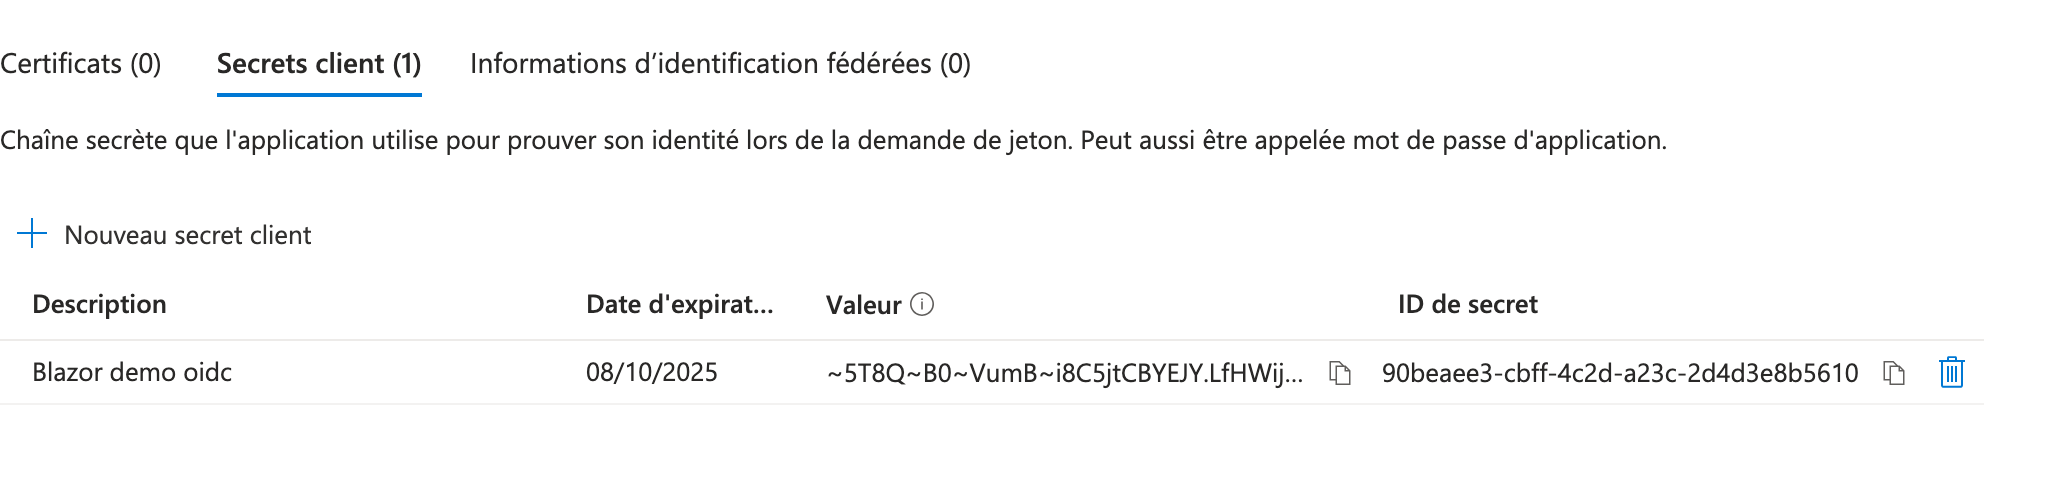 Certificats (0) Secrets client (1) Informations d’identification fédérées (0)
Chaîne secrète que l'application utilise pour prouver son identité lors de la demande de jeton. Peut aussi être appelée mot de passe d'application.
Nouveau secret client
Description Date d'expirat... Valeur ID de secret
Blazor demo oidc 08/10/2025 ~5T8Q~B0~VumB~i8C5jtCBYEJY.LfHWij... 90beaee3-cbff-4c2d-a23c-2d4d3e8b5610